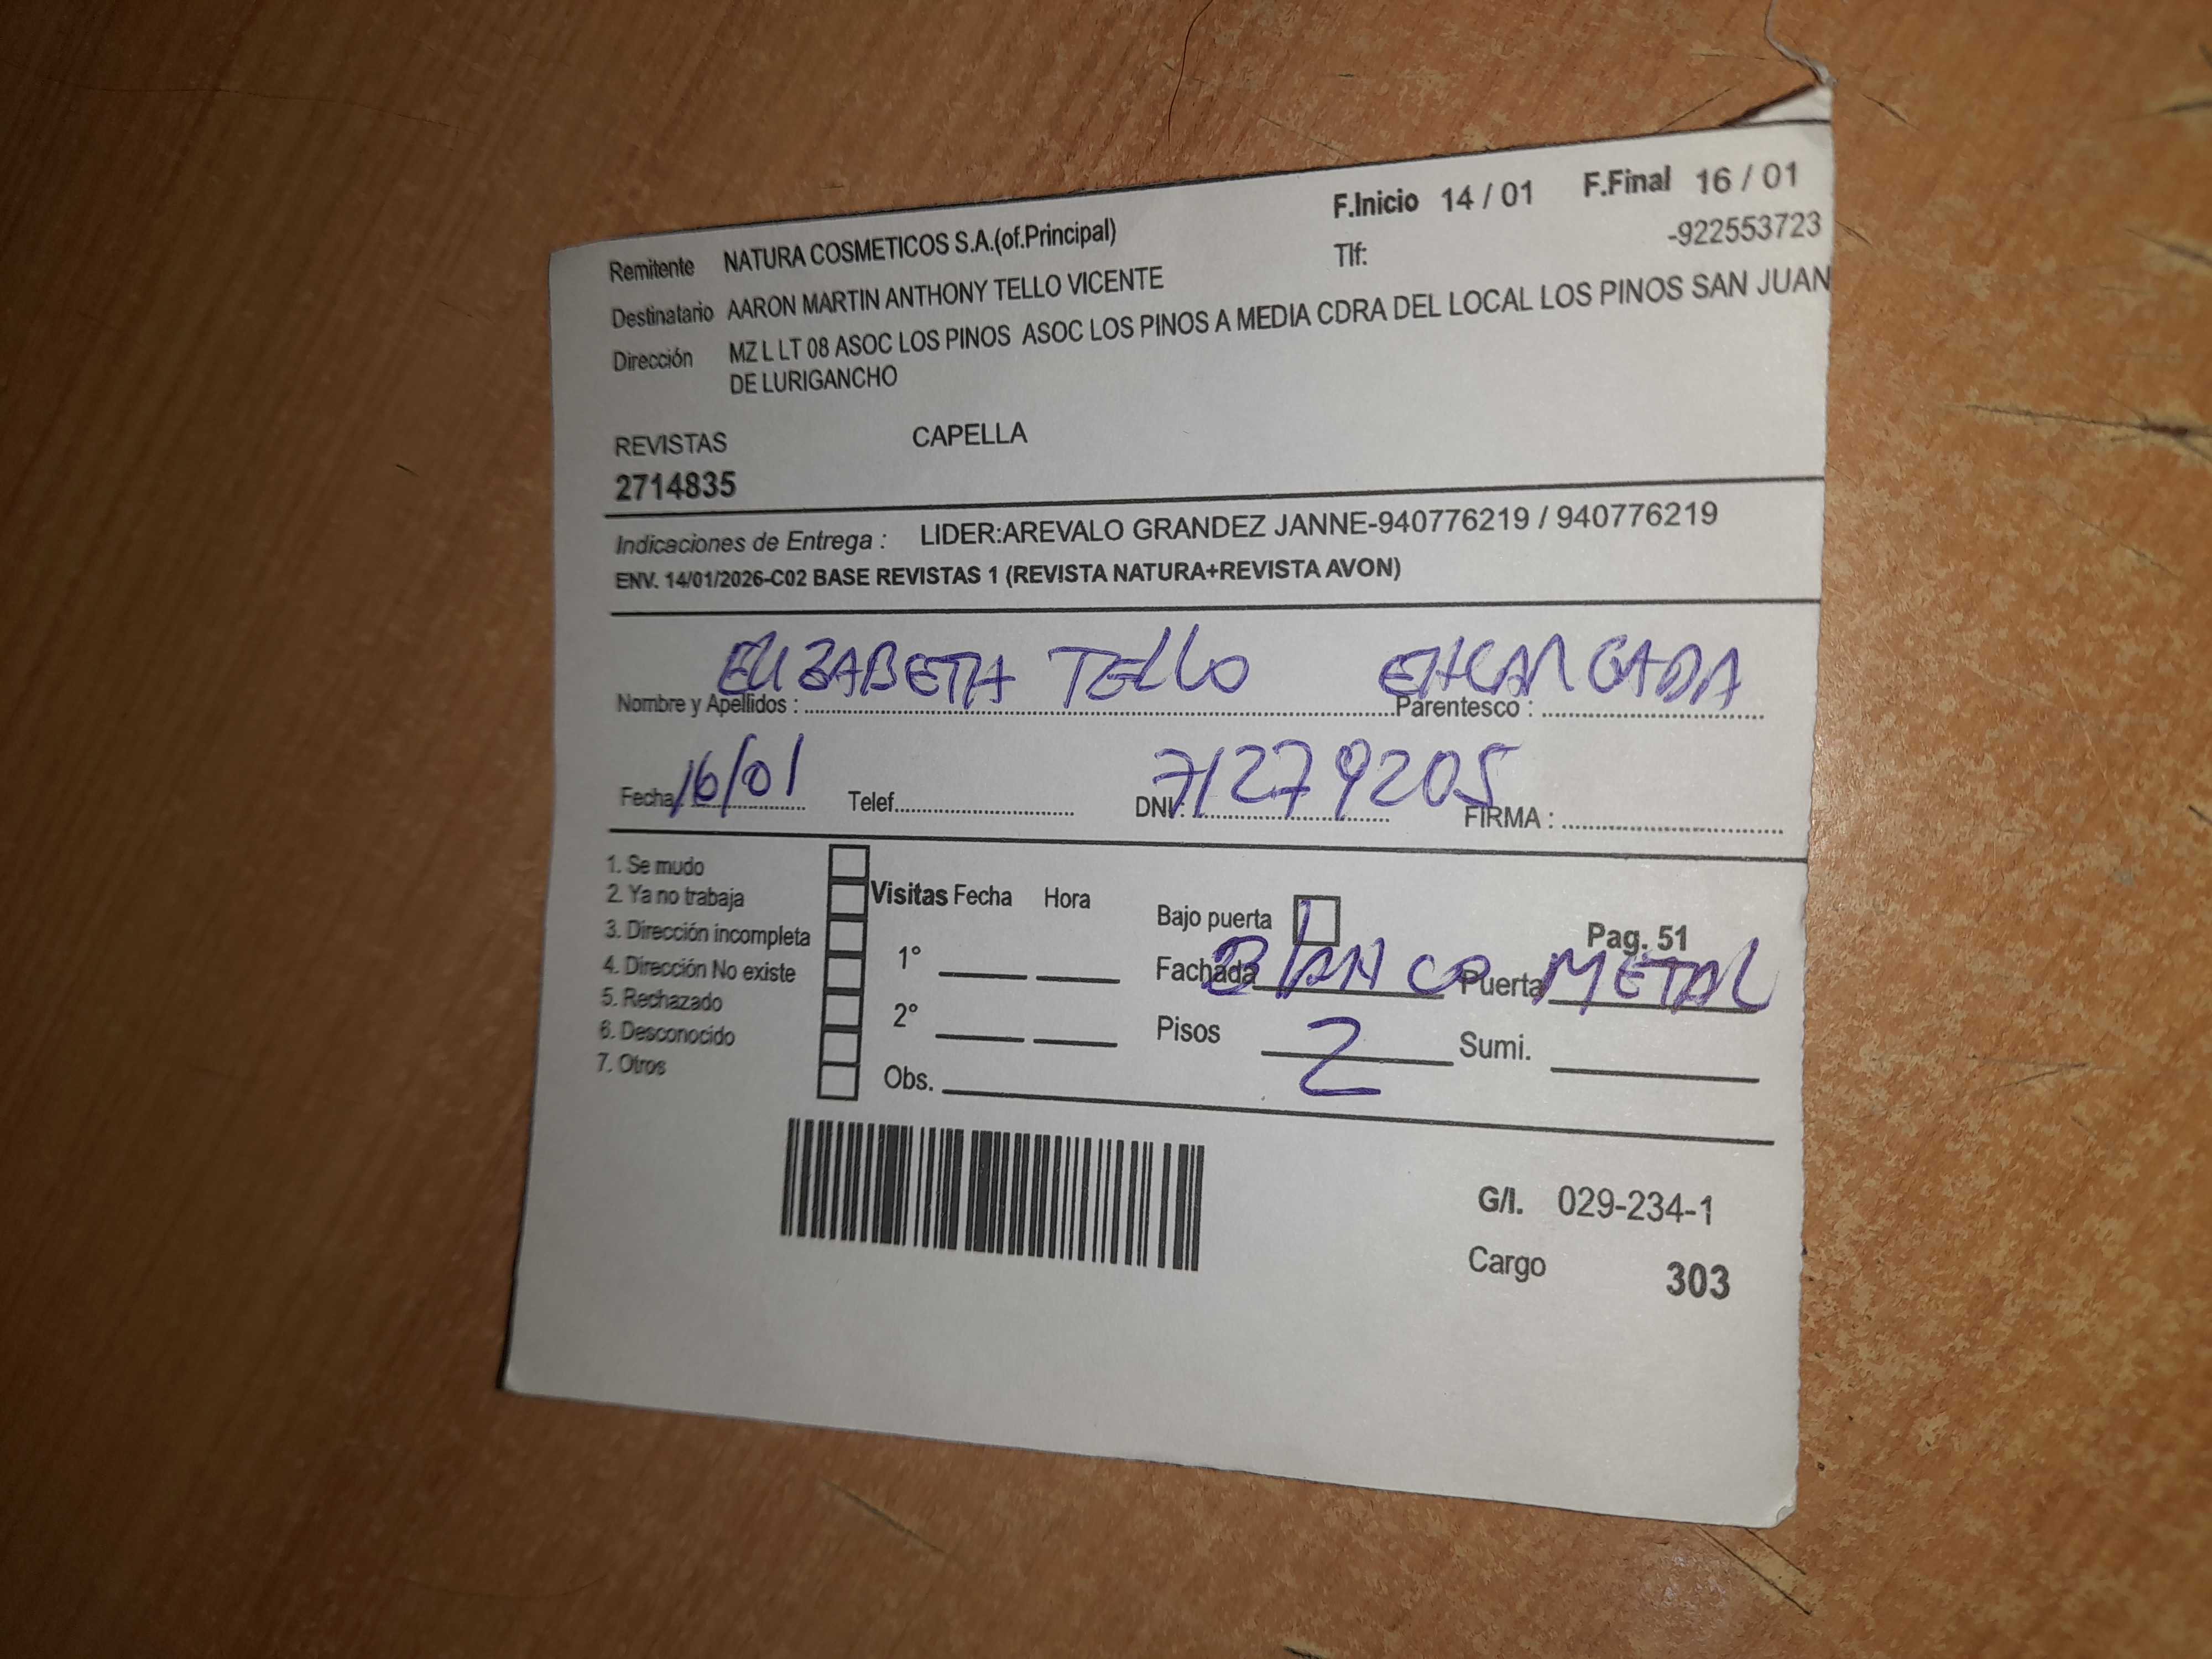 F.Inicio 14 / 01 F.Final 16 / 01
Remitente NATURA COSMETICOS S.A.(of.Principal) Tlf: -922553723
Destinatario AARON MARTIN ANTHONY TELLO VICENTE
Dirección MZ L LT 08 ASOC LOS PINOS ASOC LOS PINOS A MEDIA CDRA DEL LOCAL LOS PINOS SAN JUAN
DE LURIGANCHO
REVISTAS CAPELLA
2714835
Indicaciones de Entrega : LIDER:AREVALO GRANDEZ JANNE-940776219 / 940776219
ENV. 14/01/2026-C02 BASE REVISTAS 1 (REVISTA NATURA+REVISTA AVON)
Nombre y Apellidos : ELIZABETH TELLO Parentesco : ENCARGADA
Fecha 16/01 Telef. DNI: 71279205 FIRMA :
1. Se mudo
2. Ya no trabaja
3. Dirección incompleta
4. Dirección No existe
5. Rechazado
6. Desconocido
7. Otros
Visitas Fecha Hora
1°
2°
Obs.
Bajo puerta Pag. 51
Fachada BlANCO Puerta METAL
Pisos 2 Sumi.
G/I. 029-234-1
Cargo 303